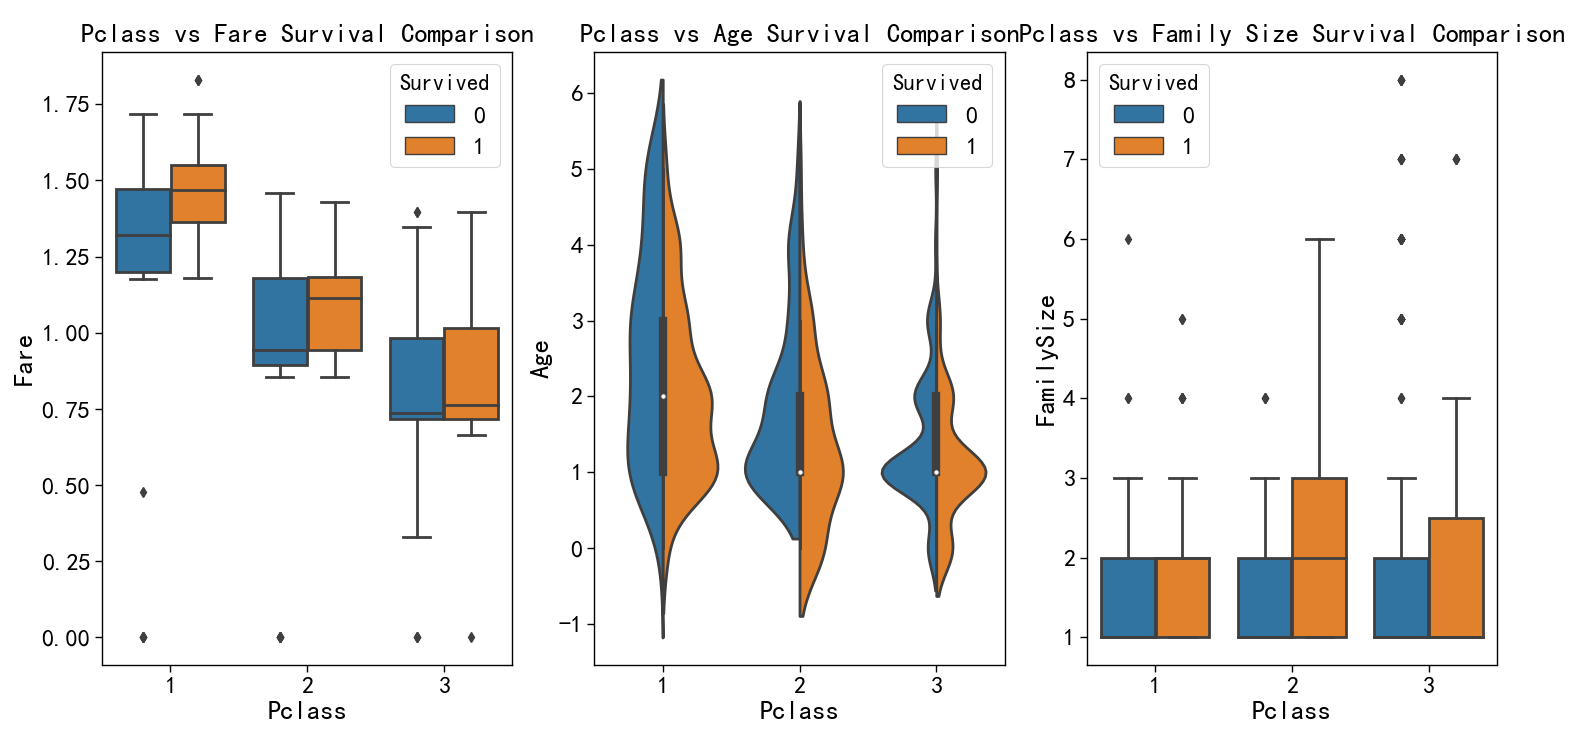 Pclass vs Fare Survival Comparison
Survived
0
1
1.75
1.50
1.25
1.00
0.75
0.50
0.25
0.00
Fare
1 2 3
Pclass
Pclass vs Age Survival Comparison
Survived
0
1
6
5
4
3
2
1
0
−1
Age
1 2 3
Pclass
Pclass vs Family Size Survival Comparison
Survived
0
1
8
7
6
5
4
3
2
1
FamilySize
1 2 3
Pclass